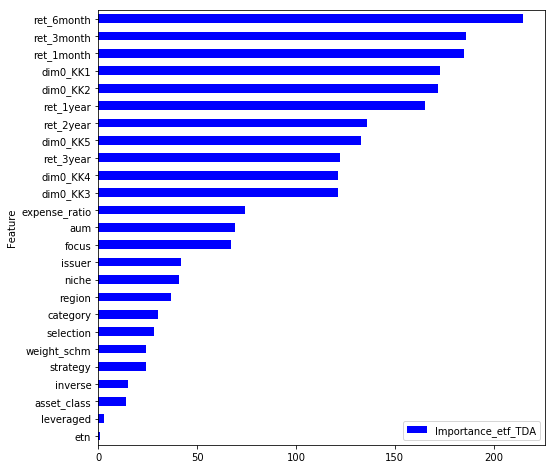 ret_6month
ret_3month
ret_1month
dim0_KK1
dim0_KK2
ret_1year
ret_2year
dim0_KK5
ret_3year
dim0_KK4
dim0_KK3
expense_ratio
aum
focus
issuer
niche
region
category
selection
weight_schm
strategy
inverse
asset_class
leveraged
etn
Feature
Importance_etf_TDA
0 50 100 150 200